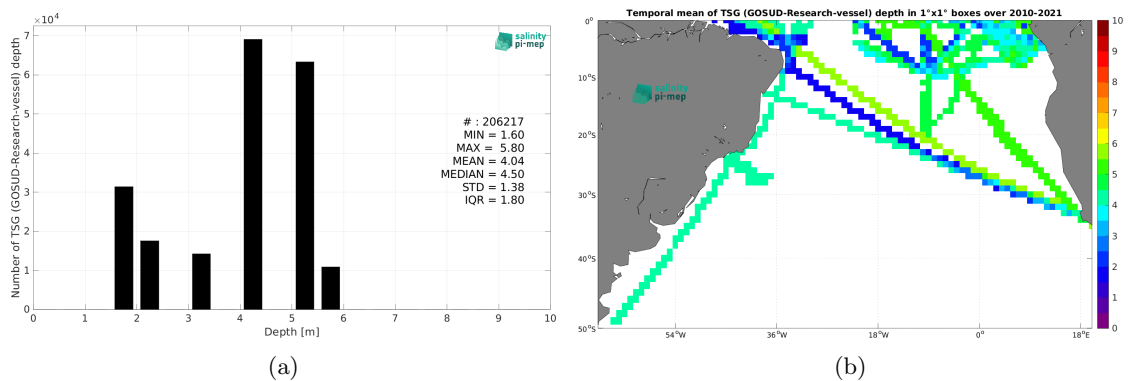 ×10⁴
7
6
5
4
3
2
1
0
Number of TSG (GOSUD-Research-vessel) depth
salinity
pi-mep
# : 206217
MIN = 1.60
MAX = 5.80
MEAN = 4.04
MEDIAN = 4.50
STD = 1.38
IQR = 1.80
0 1 2 3 4 5 6 7 8 9 10
Depth [m]
(a)
Temporal mean of TSG (GOSUD-Research-vessel) depth in 1°x1° boxes over 2010-2021
0°
10°S
20°S
30°S
40°S
50°S
salinity
pi-mep
54°W 36°W 18°W 0° 18°E
10
9
8
7
6
5
4
3
2
1
0
(b)